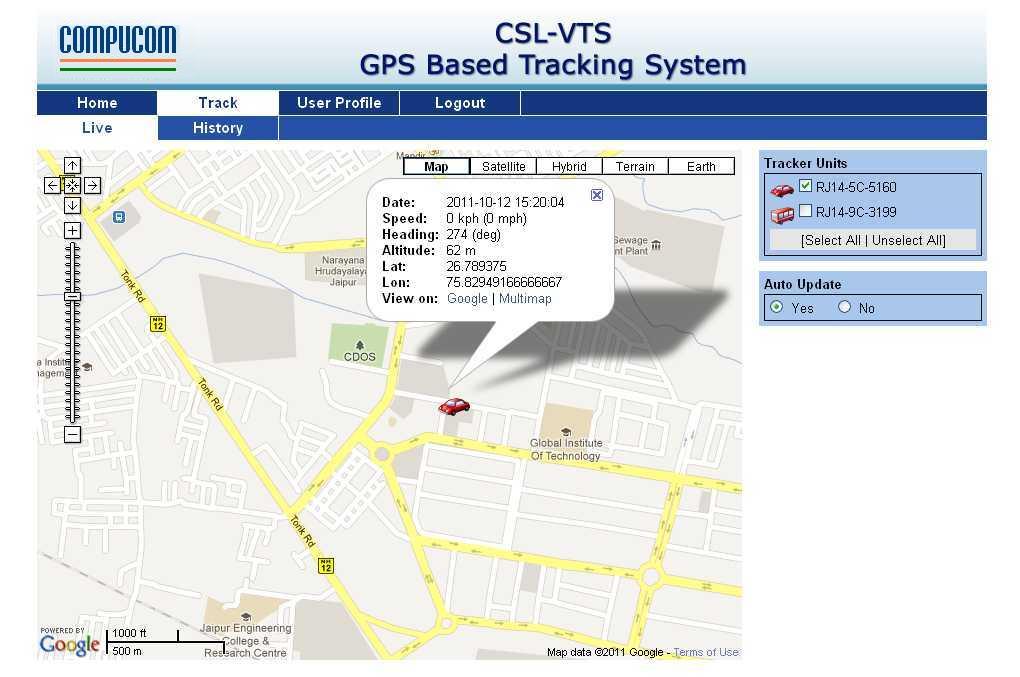 COMPUCOM
CSL-VTS
GPS Based Tracking System
Home
Track
User Profile
Logout
Live
History
Map
Satellite
Hybrid
Terrain
Earth
Date: 2011-10-12 15:20:04
Speed: 0 kph (0 mph)
Heading: 274 (deg)
Altitude: 62 m
Lat: 26.789375
Lon: 75.82949166666667
View on: Google | Multimap
Narayana
Hrudayalaya
Jaipur
Sewage
nt Plant
Tonk Rd
NH
12
CDOS
Tonk Rd
Global Institute
Of Technology
Tonk Rd
NH
12
Jaipur Engineering
College &
Research Centre
POWERED BY
Google
1000 ft
500 m
Map data ©2011 Google - Terms of Use
Tracker Units
RJ14-5C-5160
RJ14-9C-3199
[Select All | Unselect All]
Auto Update
Yes
No